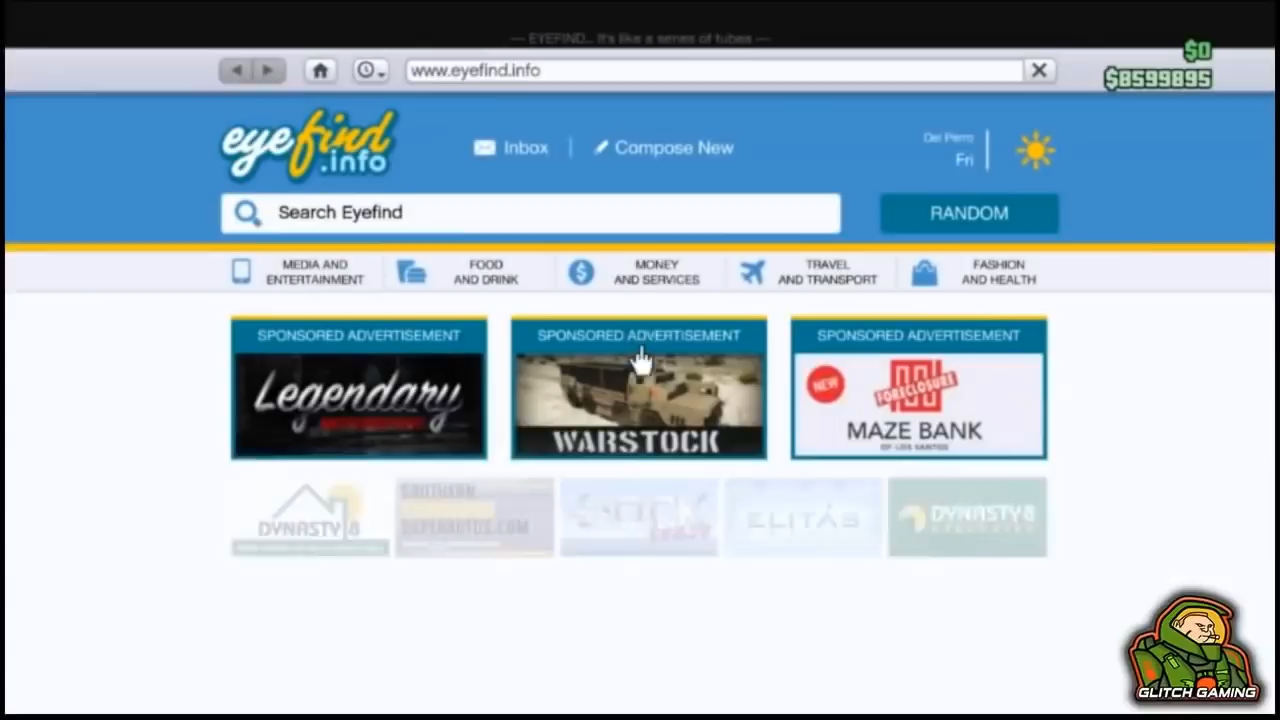 — EYEFIND... It's like a series of tubes —
$0
www.eyefind.info
$8599895
eyefind
.info
Inbox
Compose New
Del Perro
Fri
Search Eyefind
RANDOM
MEDIA AND
ENTERTAINMENT
FOOD
AND DRINK
MONEY
AND SERVICES
TRAVEL
AND TRANSPORT
FASHION
AND HEALTH
SPONSORED ADVERTISEMENT
Legendary
SPONSORED ADVERTISEMENT
WARSTOCK
SPONSORED ADVERTISEMENT
NEW
FORECLOSURE
MAZE BANK
OF LOS SANTOS
DYNASTY 8
SOUTHERN
SUPERAUTOS.COM
DOCK
ELITÁS
DYNASTY 8
EXECUTIVE
GLITCH GAMING